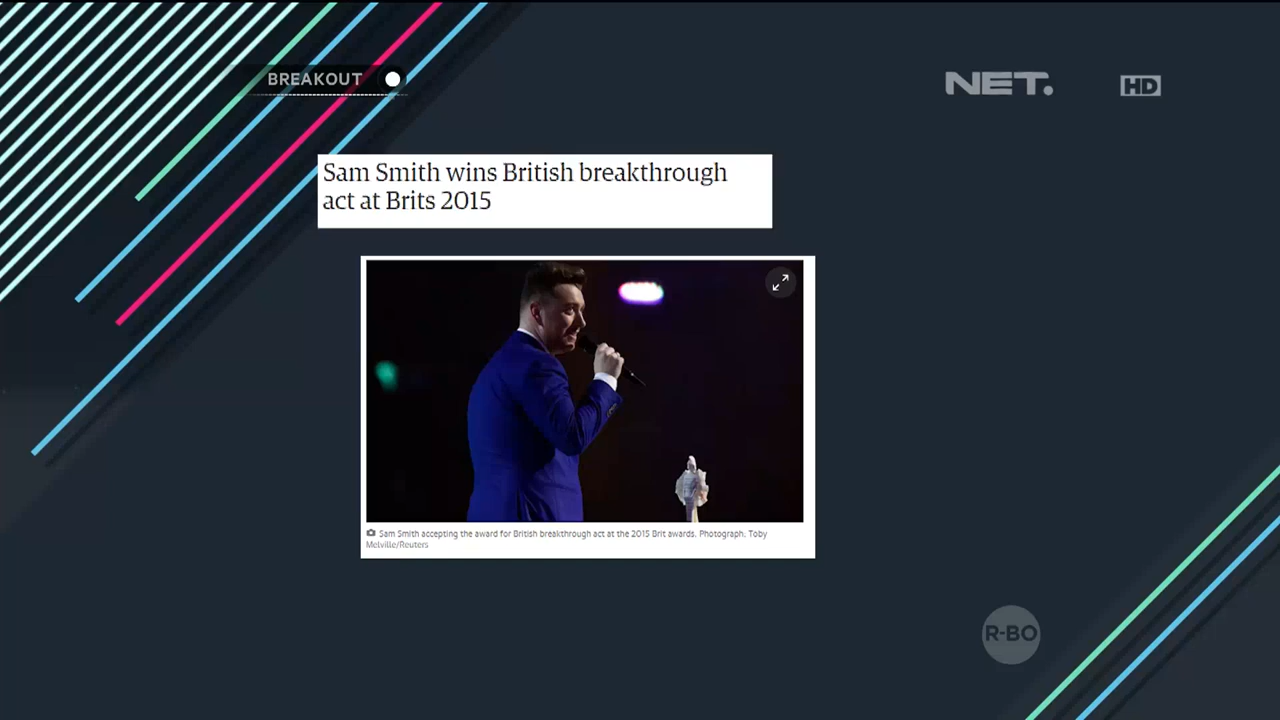 BREAKOUT
NET.
HD
Sam Smith wins British breakthrough
act at Brits 2015
Sam Smith accepting the award for British breakthrough act at the 2015 Brit awards. Photograph. Toby
Melville/Reuters
R-BO